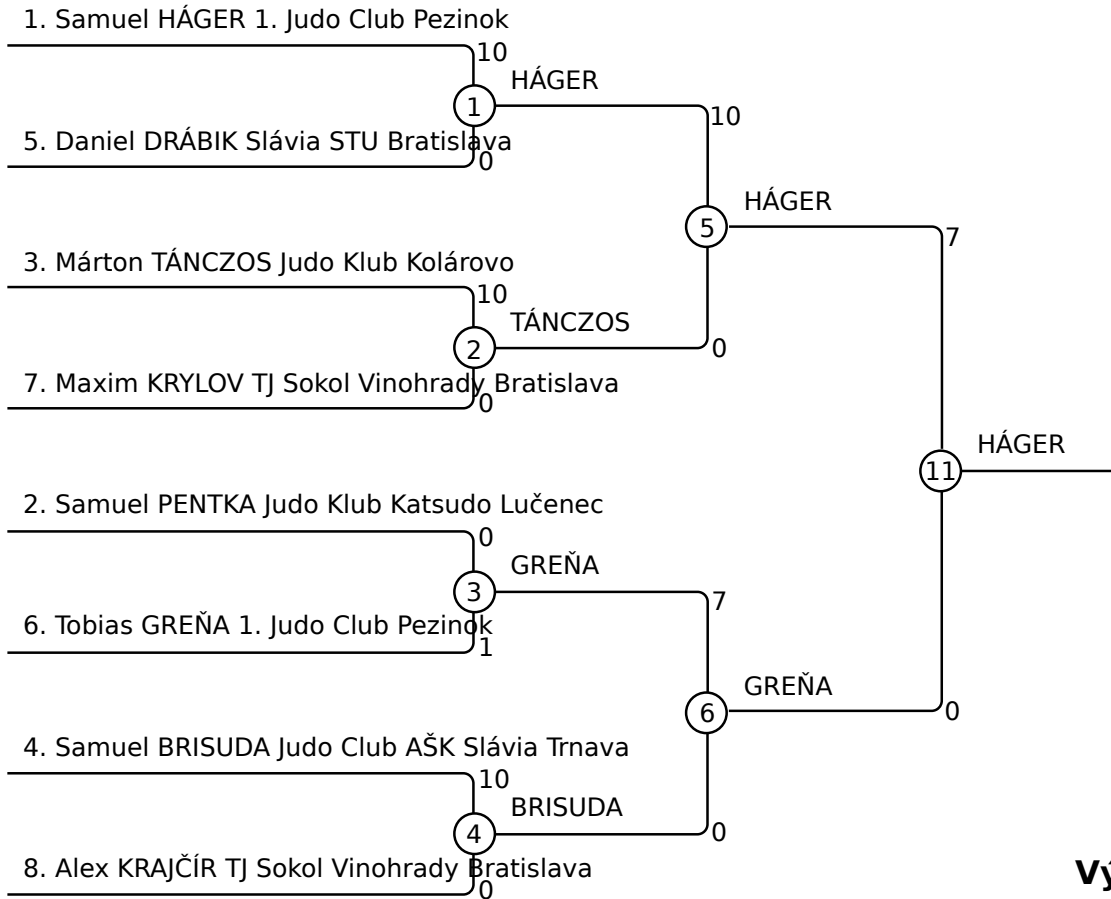 1. Samuel HÁGER 1. Judo Club Pezinok
10
HÁGER
1
10
5. Daniel DRÁBIK Slávia STU Bratislava
0
HÁGER
5
7
3. Márton TÁNCZOS Judo Klub Kolárovo
10
TÁNCZOS
2
0
7. Maxim KRYLOV TJ Sokol Vinohrady Bratislava
0
HÁGER
11
2. Samuel PENTKA Judo Klub Katsudo Lučenec
0
GREŇA
3
7
6. Tobias GREŇA 1. Judo Club Pezinok
1
GREŇA
6
0
4. Samuel BRISUDA Judo Club AŠK Slávia Trnava
10
BRISUDA
4
0
8. Alex KRAJČÍR TJ Sokol Vinohrady Bratislava
0